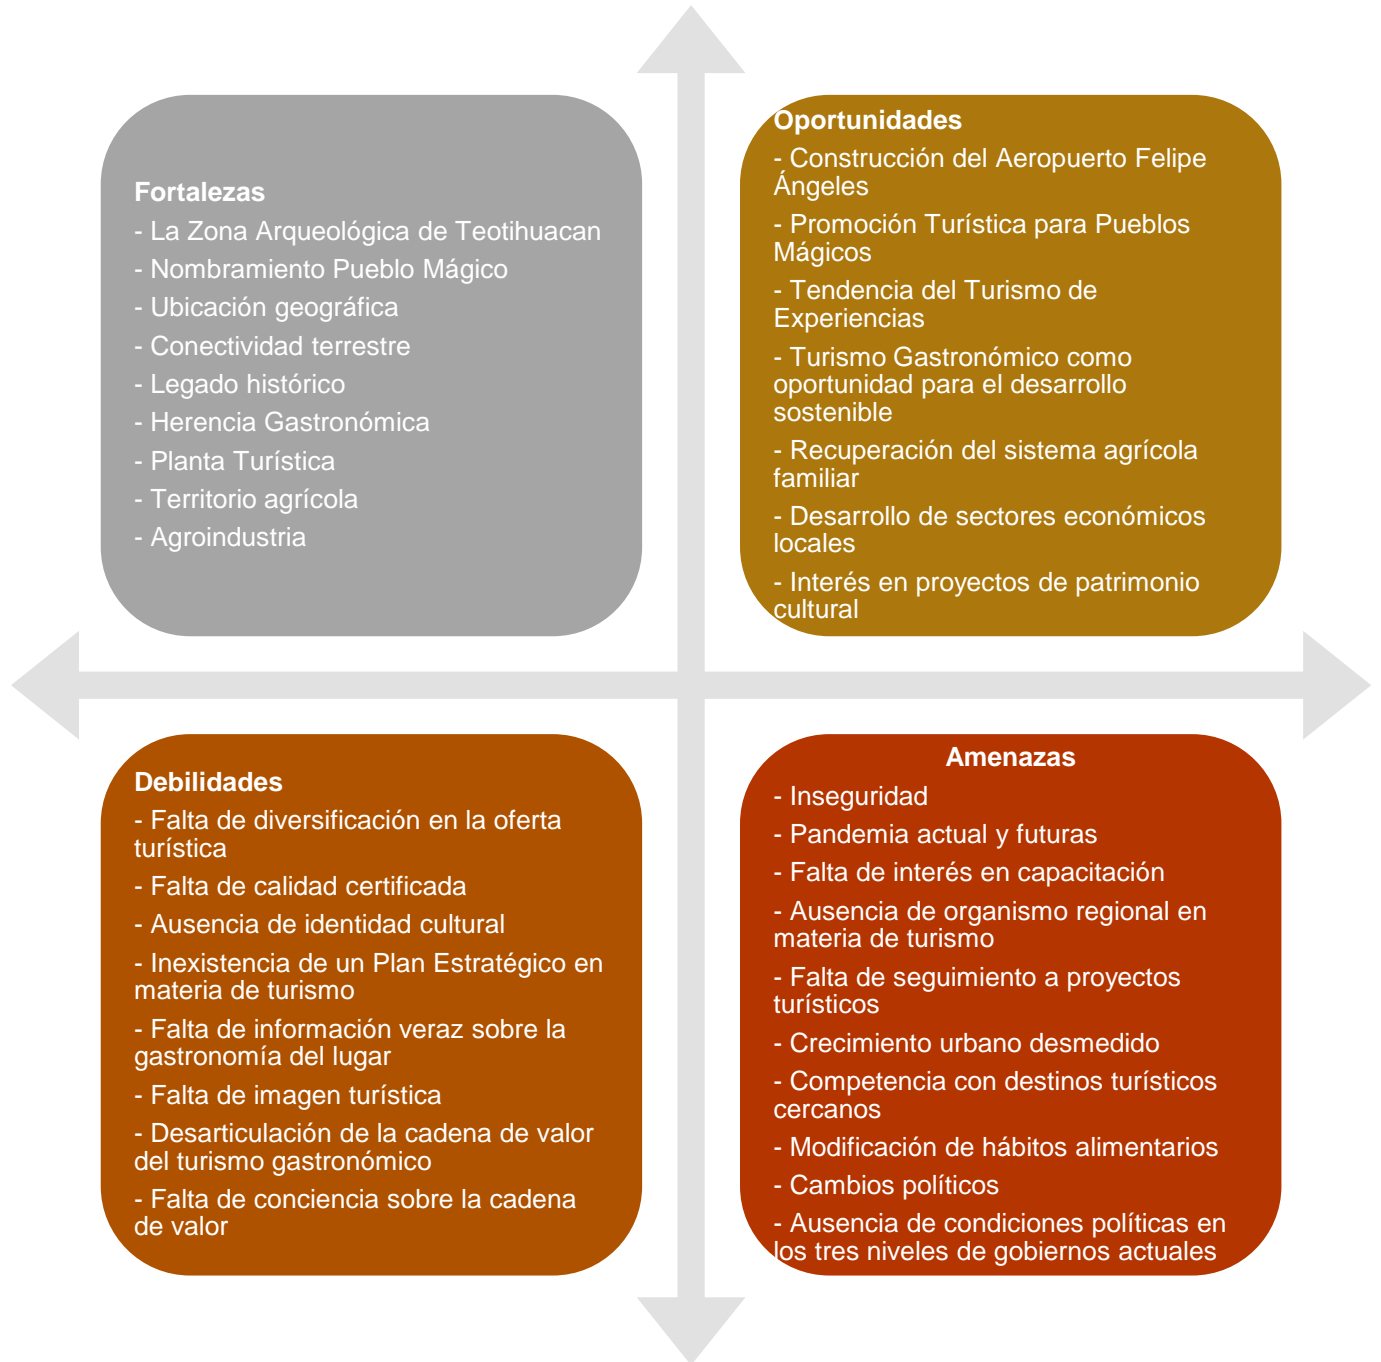 Fortalezas
- La Zona Arqueológica de Teotihuacan
- Nombramiento Pueblo Mágico
- Ubicación geográfica
- Conectividad terrestre
- Legado histórico
- Herencia Gastronómica
- Planta Turística
- Territorio agrícola
- Agroindustria
Oportunidades
- Construcción del Aeropuerto Felipe
Ángeles
- Promoción Turística para Pueblos
Mágicos
- Tendencia del Turismo de
Experiencias
- Turismo Gastronómico como
oportunidad para el desarrollo
sostenible
- Recuperación del sistema agrícola
familiar
- Desarrollo de sectores económicos
locales
- Interés en proyectos de patrimonio
cultural
Debilidades
- Falta de diversificación en la oferta
turística
- Falta de calidad certificada
- Ausencia de identidad cultural
- Inexistencia de un Plan Estratégico en
materia de turismo
- Falta de información veraz sobre la
gastronomía del lugar
- Falta de imagen turística
- Desarticulación de la cadena de valor
del turismo gastronómico
- Falta de conciencia sobre la cadena
de valor
Amenazas
- Inseguridad
- Pandemia actual y futuras
- Falta de interés en capacitación
- Ausencia de organismo regional en
materia de turismo
- Falta de seguimiento a proyectos
turísticos
- Crecimiento urbano desmedido
- Competencia con destinos turísticos
cercanos
- Modificación de hábitos alimentarios
- Cambios políticos
- Ausencia de condiciones políticas en
los tres niveles de gobiernos actuales